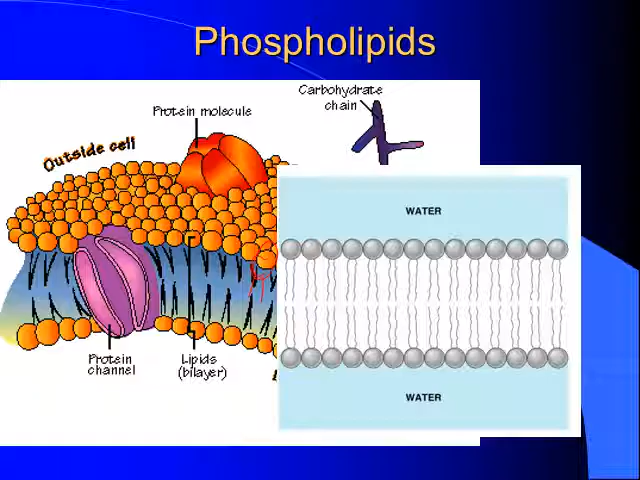 Phospholipids
Carbohydrate
chain
Protein molecule
Outside cell
WATER
Protein
channel
Lipids
(bilayer)
WATER